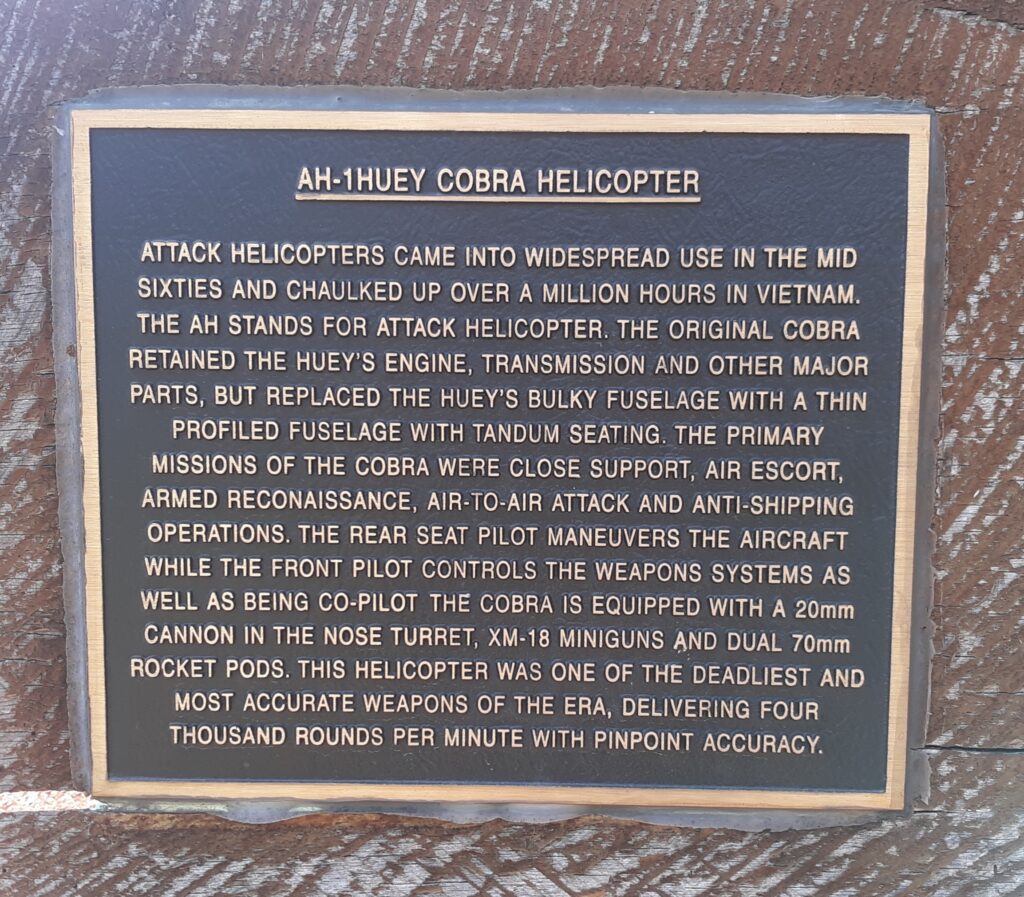 AH-1HUEY COBRA HELICOPTER
ATTACK HELICOPTERS CAME INTO WIDESPREAD USE IN THE MID
SIXTIES AND CHAULKED UP OVER A MILLION HOURS IN VIETNAM.
THE AH STANDS FOR ATTACK HELICOPTER. THE ORIGINAL COBRA
RETAINED THE HUEY'S ENGINE, TRANSMISSION AND OTHER MAJOR
PARTS, BUT REPLACED THE HUEY'S BULKY FUSELAGE WITH A THIN
PROFILED FUSELAGE WITH TANDUM SEATING. THE PRIMARY
MISSIONS OF THE COBRA WERE CLOSE SUPPORT, AIR ESCORT,
ARMED RECONAISSANCE, AIR-TO-AIR ATTACK AND ANTI-SHIPPING
OPERATIONS. THE REAR SEAT PILOT MANEUVERS THE AIRCRAFT
WHILE THE FRONT PILOT CONTROLS THE WEAPONS SYSTEMS AS
WELL AS BEING CO-PILOT THE COBRA IS EQUIPPED WITH A 20mm
CANNON IN THE NOSE TURRET, XM-18 MINIGUNS AND DUAL 70mm
ROCKET PODS. THIS HELICOPTER WAS ONE OF THE DEADLIEST AND
MOST ACCURATE WEAPONS OF THE ERA, DELIVERING FOUR
THOUSAND ROUNDS PER MINUTE WITH PINPOINT ACCURACY.